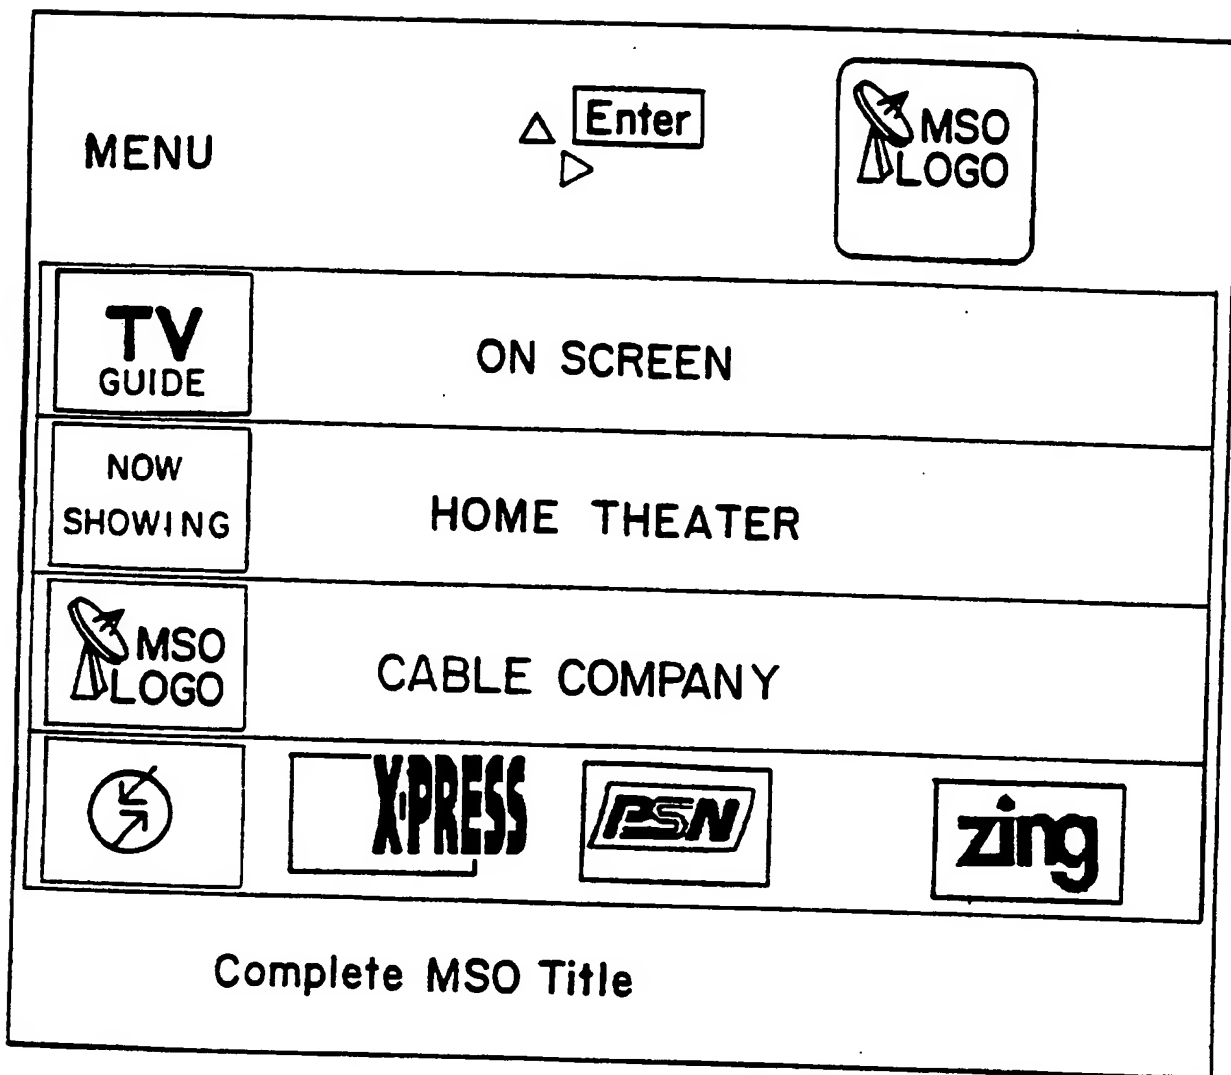 MENU
Enter
MSO
LOGO
TV
GUIDE
ON SCREEN
NOW
SHOWING
HOME THEATER
MSO
LOGO
CABLE COMPANY
X·PRESS
PSN
zing
Complete MSO Title